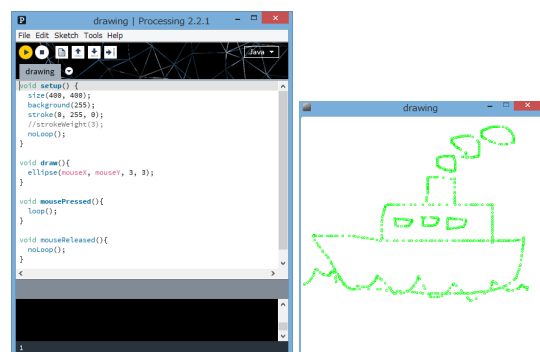 drawing | Processing 2.2.1
File Edit Sketch Tools Help
Java
drawing
void setup() {
  size(400, 400);
  background(255);
  stroke(0, 255, 0);
  //strokeWeight(3);
  noLoop();
}
void draw(){
  ellipse(mouseX, mouseY, 3, 3);
}
void mousePressed(){
  loop();
}
void mouseReleased(){
  noLoop();
}
1
drawing